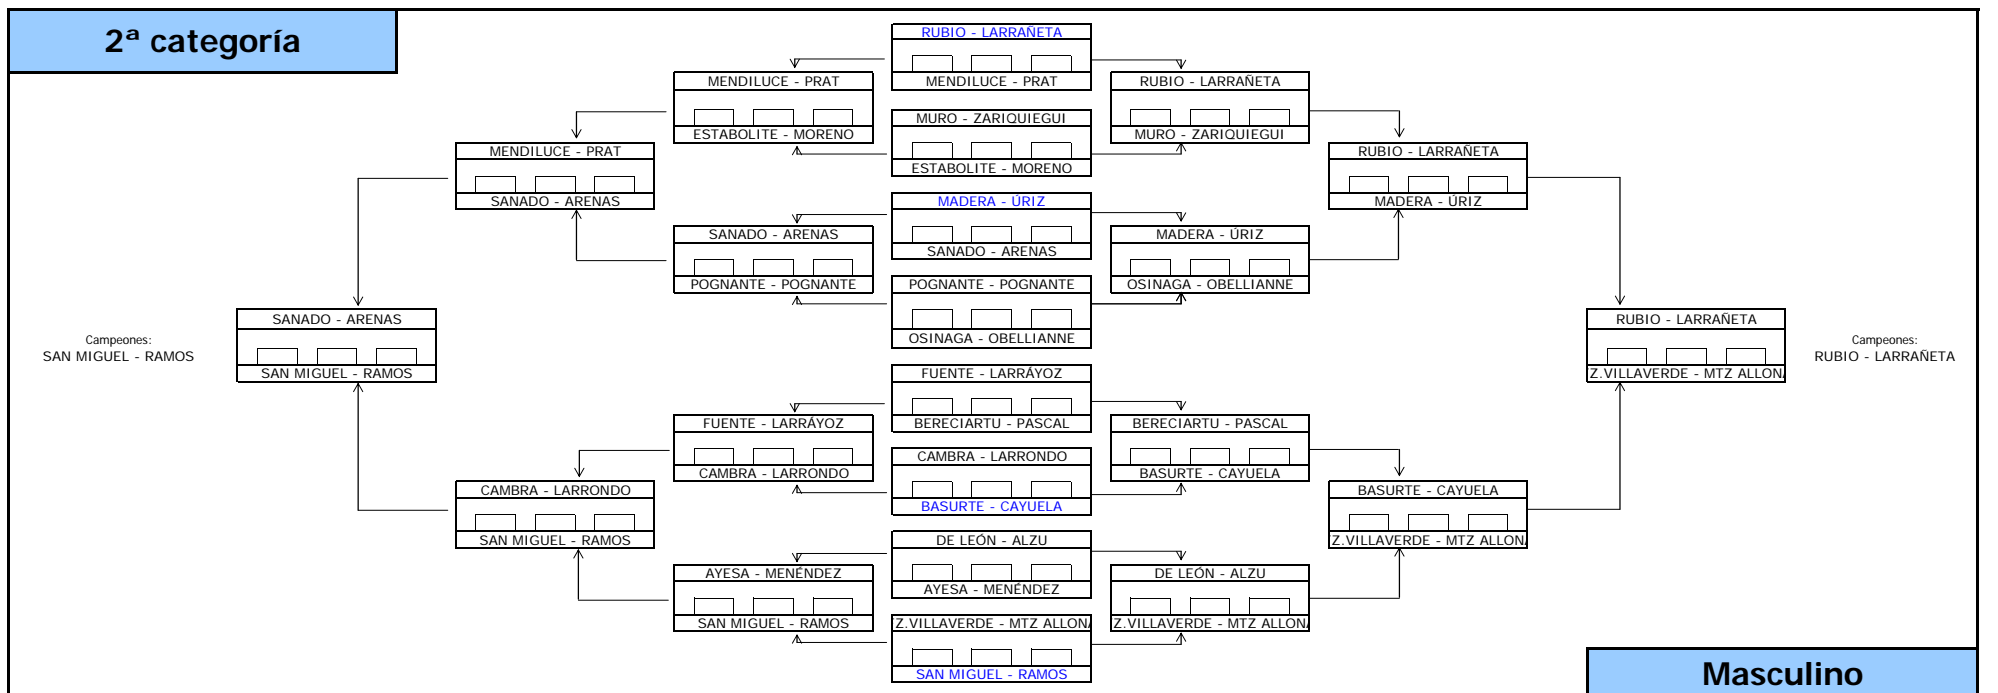 2ª categoría
RUBIO - LARRAÑETA
MENDILUCE - PRAT
MENDILUCE - PRAT
RUBIO - LARRAÑETA
MURO - ZARIQUIEGUI
ESTABOLITE - MORENO
MURO - ZARIQUIEGUI
MENDILUCE - PRAT
RUBIO - LARRAÑETA
ESTABOLITE - MORENO
SANADO - ARENAS
MADERA - ÚRIZ
MADERA - ÚRIZ
SANADO - ARENAS
MADERA - ÚRIZ
SANADO - ARENAS
POGNANTE - POGNANTE
POGNANTE - POGNANTE
OSINAGA - OBELLIANNE
SANADO - ARENAS
RUBIO - LARRAÑETA
OSINAGA - OBELLIANNE
Campeones:
SAN MIGUEL - RAMOS
Campeones:
RUBIO - LARRAÑETA
SAN MIGUEL - RAMOS
FUENTE - LARRÁYOZ
Z.VILLAVERDE - MTZ ALLON
FUENTE - LARRÁYOZ
BERECIARTU - PASCAL
BERECIARTU - PASCAL
CAMBRA - LARRONDO
CAMBRA - LARRONDO
BASURTE - CAYUELA
CAMBRA - LARRONDO
BASURTE - CAYUELA
BASURTE - CAYUELA
SAN MIGUEL - RAMOS
DE LEÓN - ALZU
Z.VILLAVERDE - MTZ ALLON
AYESA - MENÉNDEZ
DE LEÓN - ALZU
AYESA - MENÉNDEZ
SAN MIGUEL - RAMOS
Z.VILLAVERDE - MTZ ALLON
Z.VILLAVERDE - MTZ ALLON
SAN MIGUEL - RAMOS
Masculino